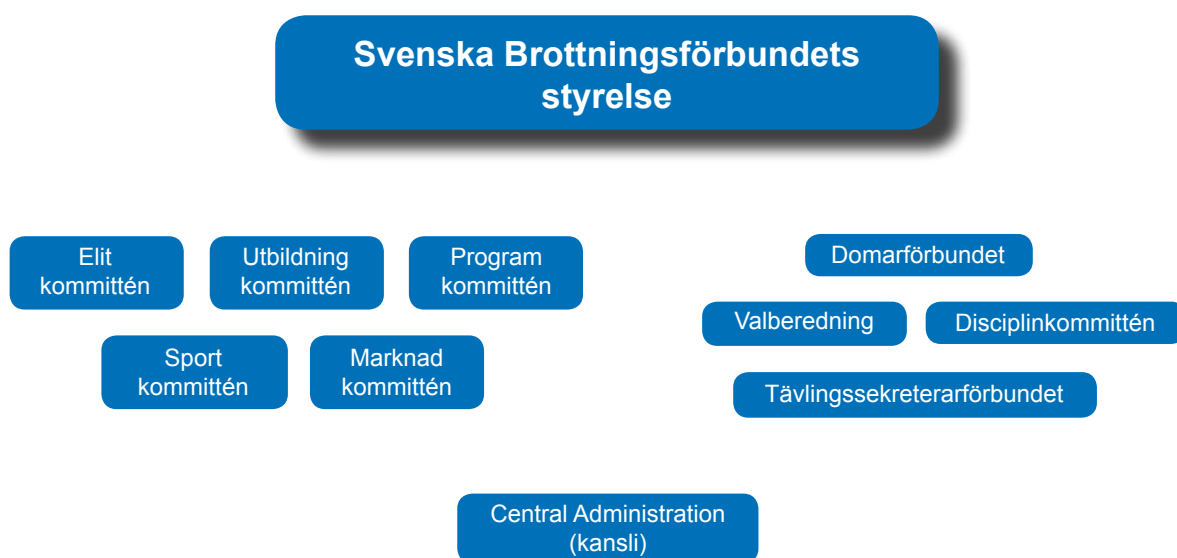 Svenska Brottningsförbundets
styrelse
Elit
kommittén
Utbildning
kommittén
Program
kommittén
Sport
kommittén
Marknad
kommittén
Domarförbundet
Valberedning
Disciplinkommittén
Tävlingssekreterarförbundet
Central Administration
(kansli)